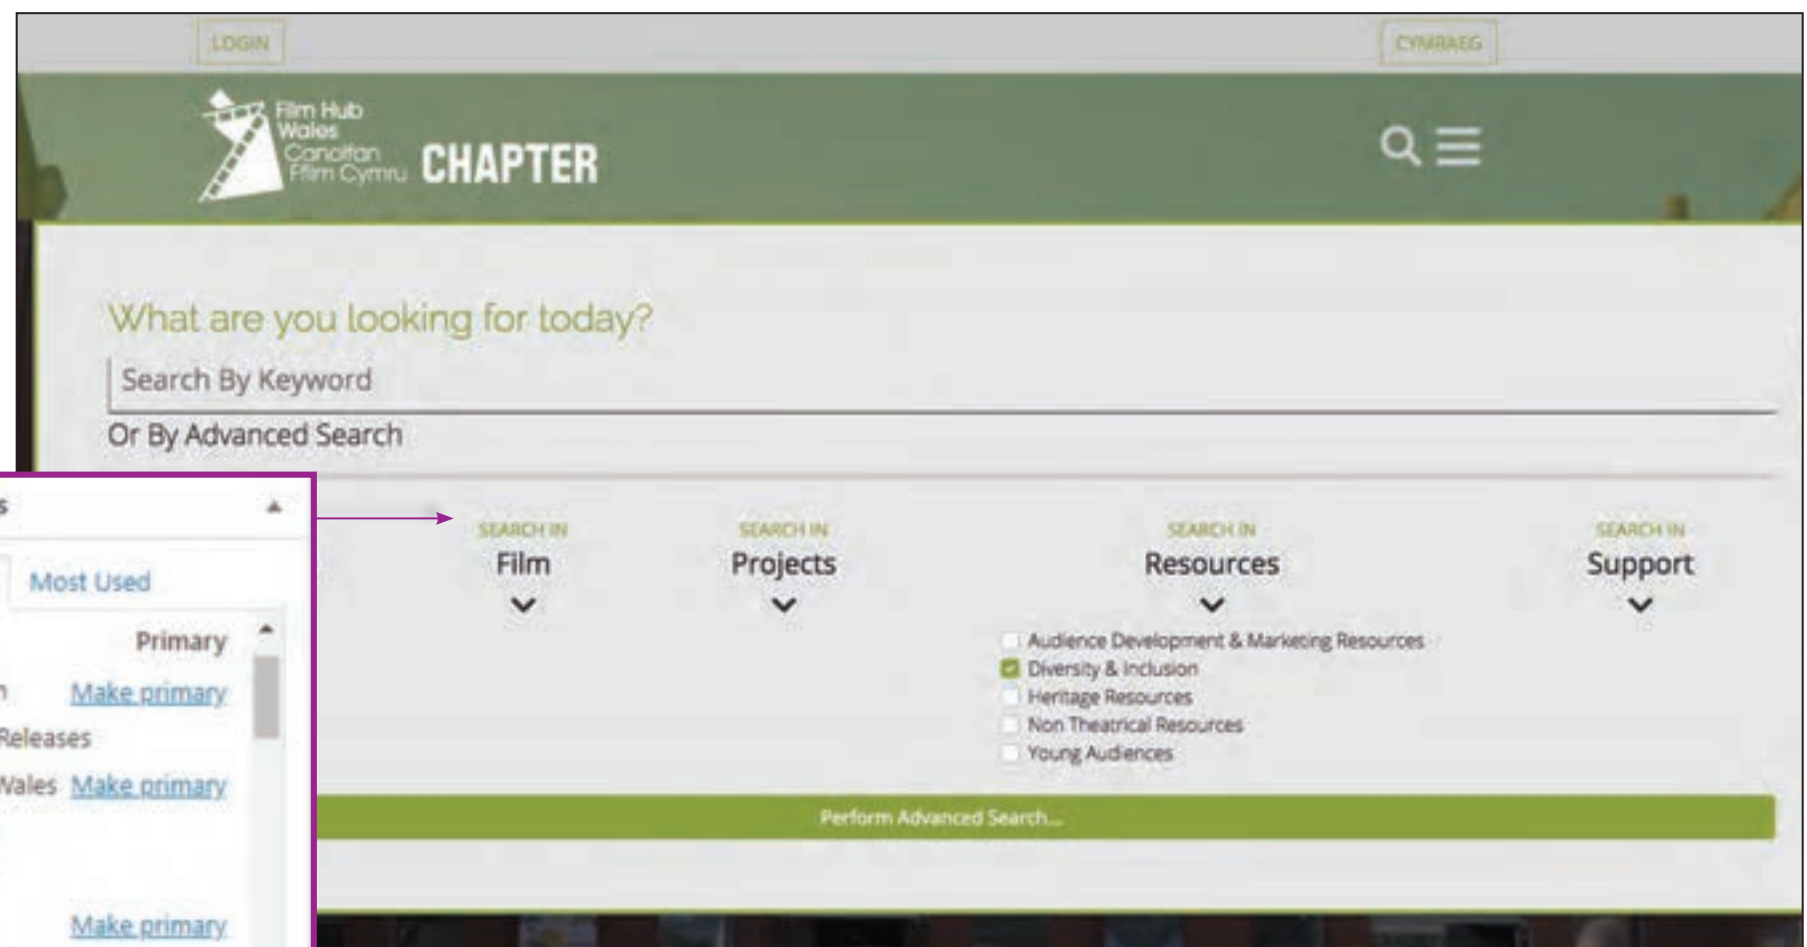 LOGIN
CYMRAEG
Film Hub
Wales
Canolfan
Ffilm Cymru
CHAPTER
What are you looking for today?
Search By Keyword
Or By Advanced Search
SEARCH IN
Film
SEARCH IN
Projects
SEARCH IN
Resources
Audience Development & Marketing Resources
Diversity & Inclusion
Heritage Resources
Non Theatrical Resources
Young Audiences
SEARCH IN
Support
Perform Advanced Search...
Most Used
Primary
Make primary
Releases
Wales Make primary
Make primary